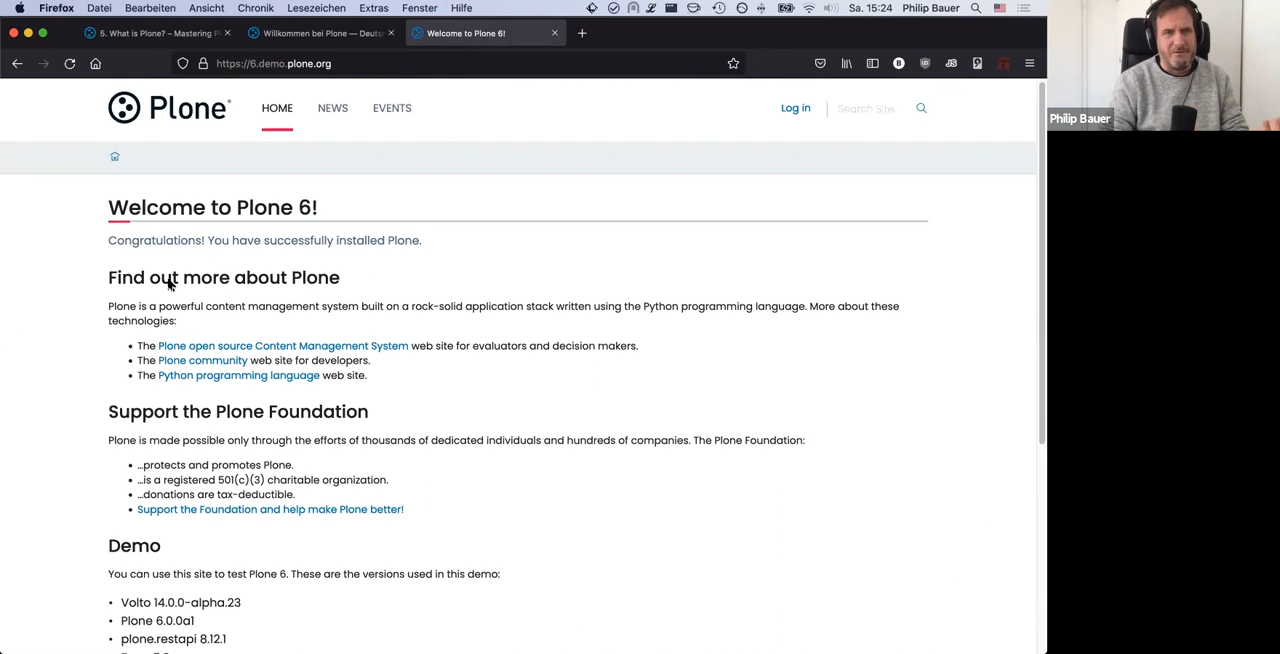 Firefox Datei Bearbeiten Ansicht Chronik Lesezeichen Extras Fenster Hilfe Sa. 15:24 Philip Bauer
5. What is Plone? – Mastering P
Willkommen bei Plone — Deuts
Welcome to Plone 6!
https://6.demo.plone.org
Plone
HOME NEWS EVENTS Log in Search Site
Philip Bauer
Welcome to Plone 6!
Congratulations! You have successfully installed Plone.
Find out more about Plone
Plone is a powerful content management system built on a rock-solid application stack written using the Python programming language. More about these
technologies:
• The Plone open source Content Management System web site for evaluators and decision makers.
• The Plone community web site for developers.
• The Python programming language web site.
Support the Plone Foundation
Plone is made possible only through the efforts of thousands of dedicated individuals and hundreds of companies. The Plone Foundation:
• …protects and promotes Plone.
• …is a registered 501(c)(3) charitable organization.
• …donations are tax-deductible.
• Support the Foundation and help make Plone better!
Demo
You can use this site to test Plone 6. These are the versions used in this demo:
• Volto 14.0.0-alpha.23
• Plone 6.0.0a1
• plone.restapi 8.12.1